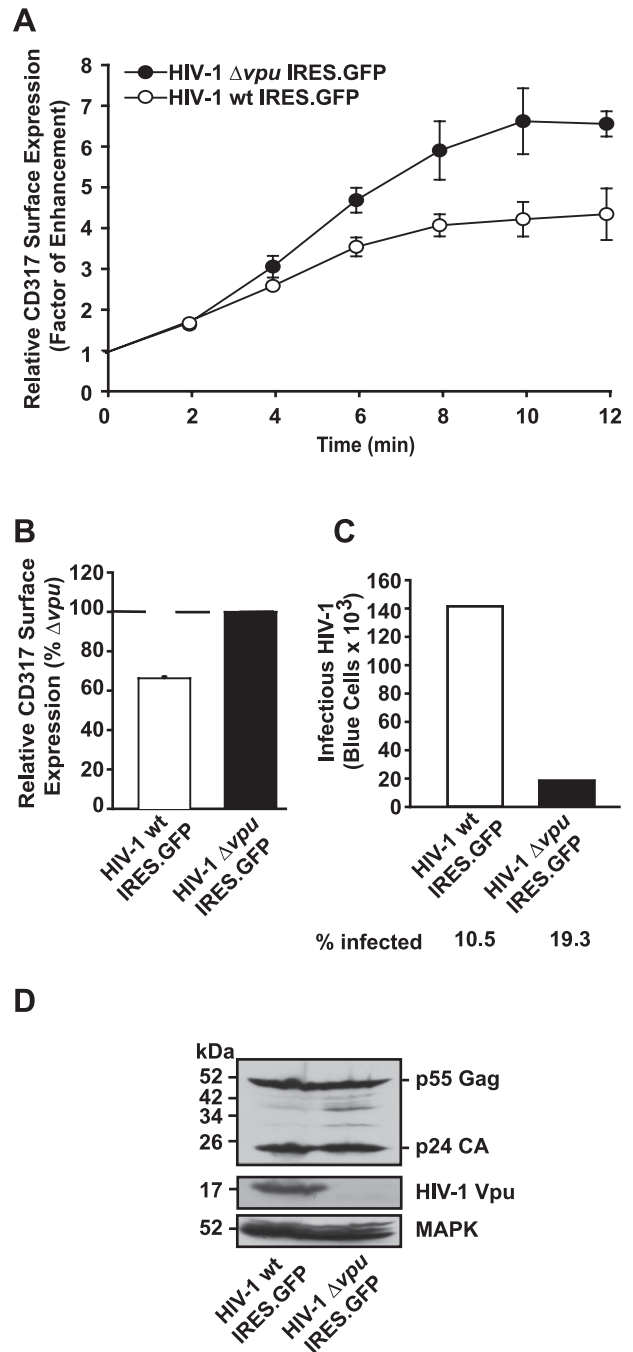 A
HIV-1 Δvpu IRES.GFP
HIV-1 wt IRES.GFP
Relative CD317 Surface Expression
(Factor of Enhancement)
8
7
6
5
4
3
2
1
0
0 2 4 6 8 10 12
Time (min)
B
Relative CD317 Surface
Expression (% Δvpu)
120
100
80
60
40
20
0
HIV-1 wt
IRES.GFP
HIV-1 Δvpu
IRES.GFP
C
Infectious HIV-1
(Blue Cells x 10³)
160
140
120
100
80
60
40
20
0
HIV-1 wt
IRES.GFP
HIV-1 Δvpu
IRES.GFP
% infected 10.5 19.3
D
kDa
52
42
34
26
p55 Gag
p24 CA
17
HIV-1 Vpu
52
MAPK
HIV-1 wt
IRES.GFP
HIV-1 Δvpu
IRES.GFP